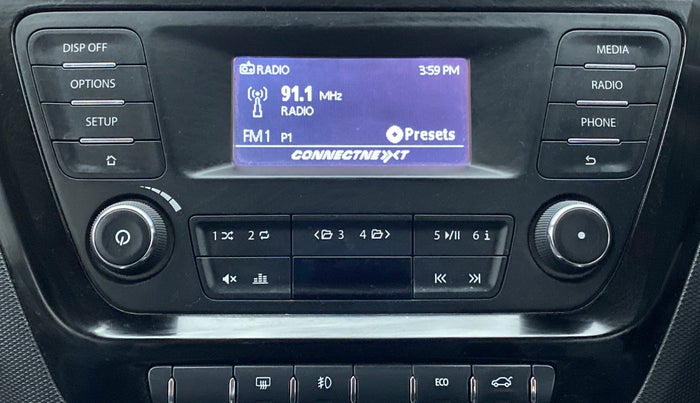 DISP OFF
OPTIONS
SETUP
RADIO 3:59 PM
91.1 MHz
RADIO
FM1 P1 Presets
CONNECTNEXT
MEDIA
RADIO
PHONE
1 2
3 4
5 6 i
ECO